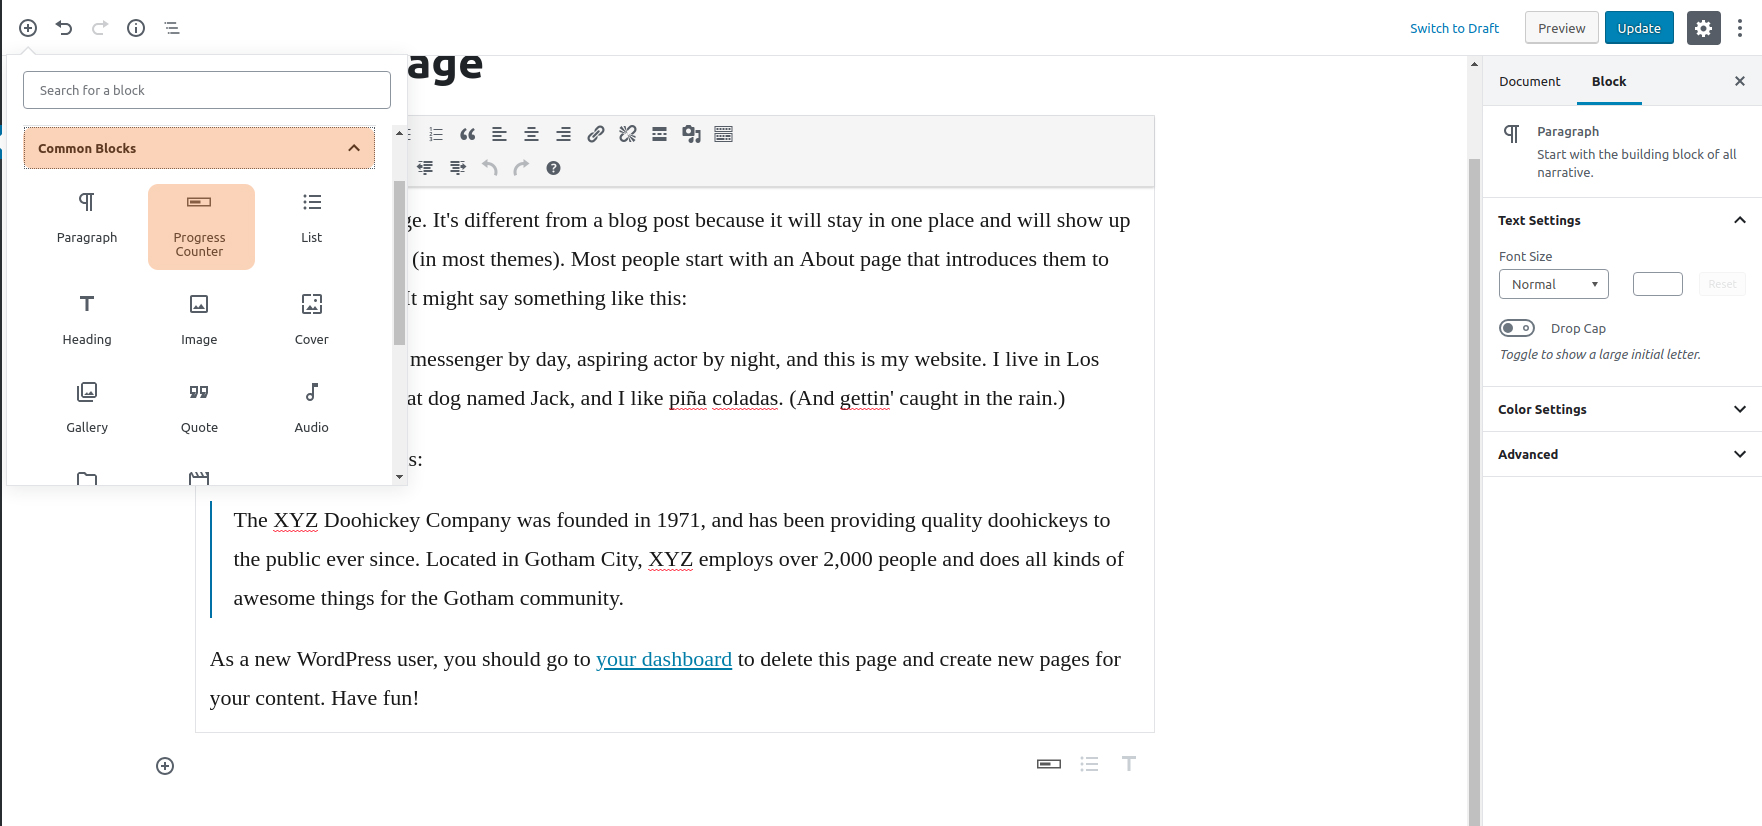 Switch to Draft
Preview
Update
Search for a block
Common Blocks
Paragraph
Progress
Counter
List
Heading
Image
Cover
Gallery
Quote
Audio
age
ge. It's different from a blog post because it will stay in one place and will show up
(in most themes). Most people start with an About page that introduces them to
It might say something like this:
messenger by day, aspiring actor by night, and this is my website. I live in Los
at dog named Jack, and I like piña coladas. (And gettin' caught in the rain.)
s:
The XYZ Doohickey Company was founded in 1971, and has been providing quality doohickeys to
the public ever since. Located in Gotham City, XYZ employs over 2,000 people and does all kinds of
awesome things for the Gotham community.
As a new WordPress user, you should go to your dashboard to delete this page and create new pages for
your content. Have fun!
Document
Block
Paragraph
Start with the building block of all
narrative.
Text Settings
Font Size
Normal
Reset
Drop Cap
Toggle to show a large initial letter.
Color Settings
Advanced